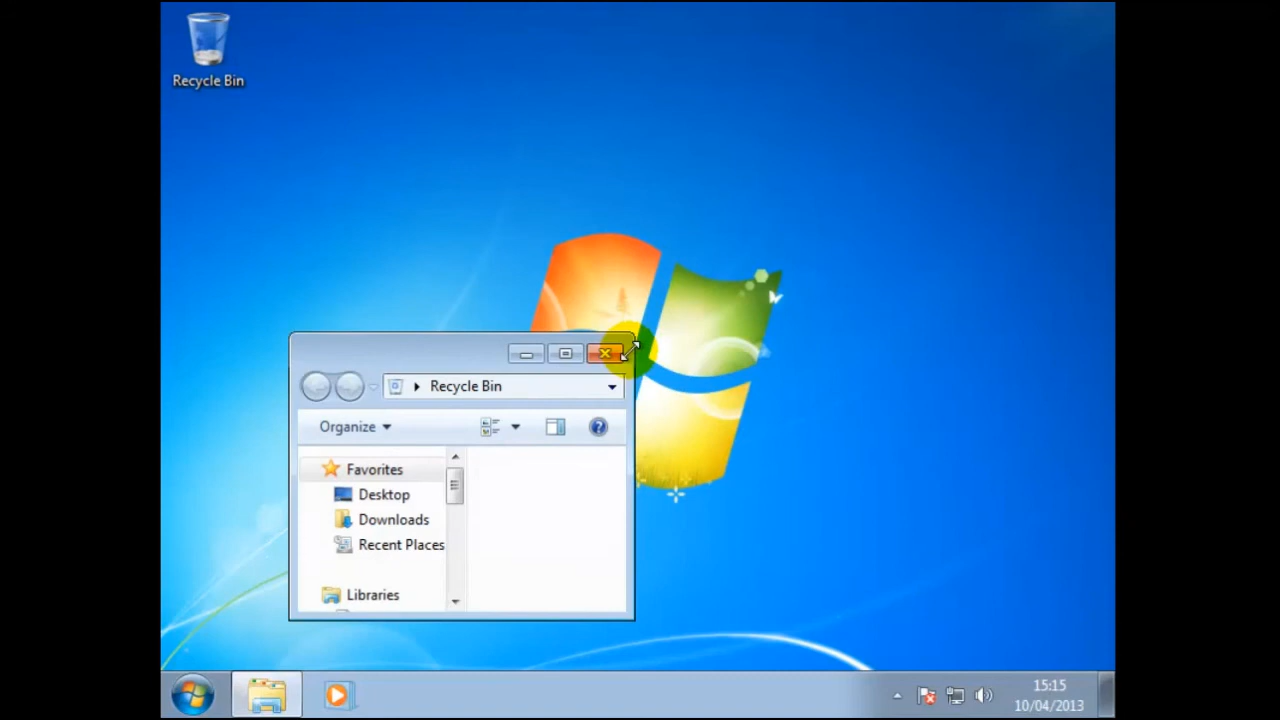 Recycle Bin
Recycle Bin
Organize
Favorites
Desktop
Downloads
Recent Places
Libraries
15:15
10/04/2013